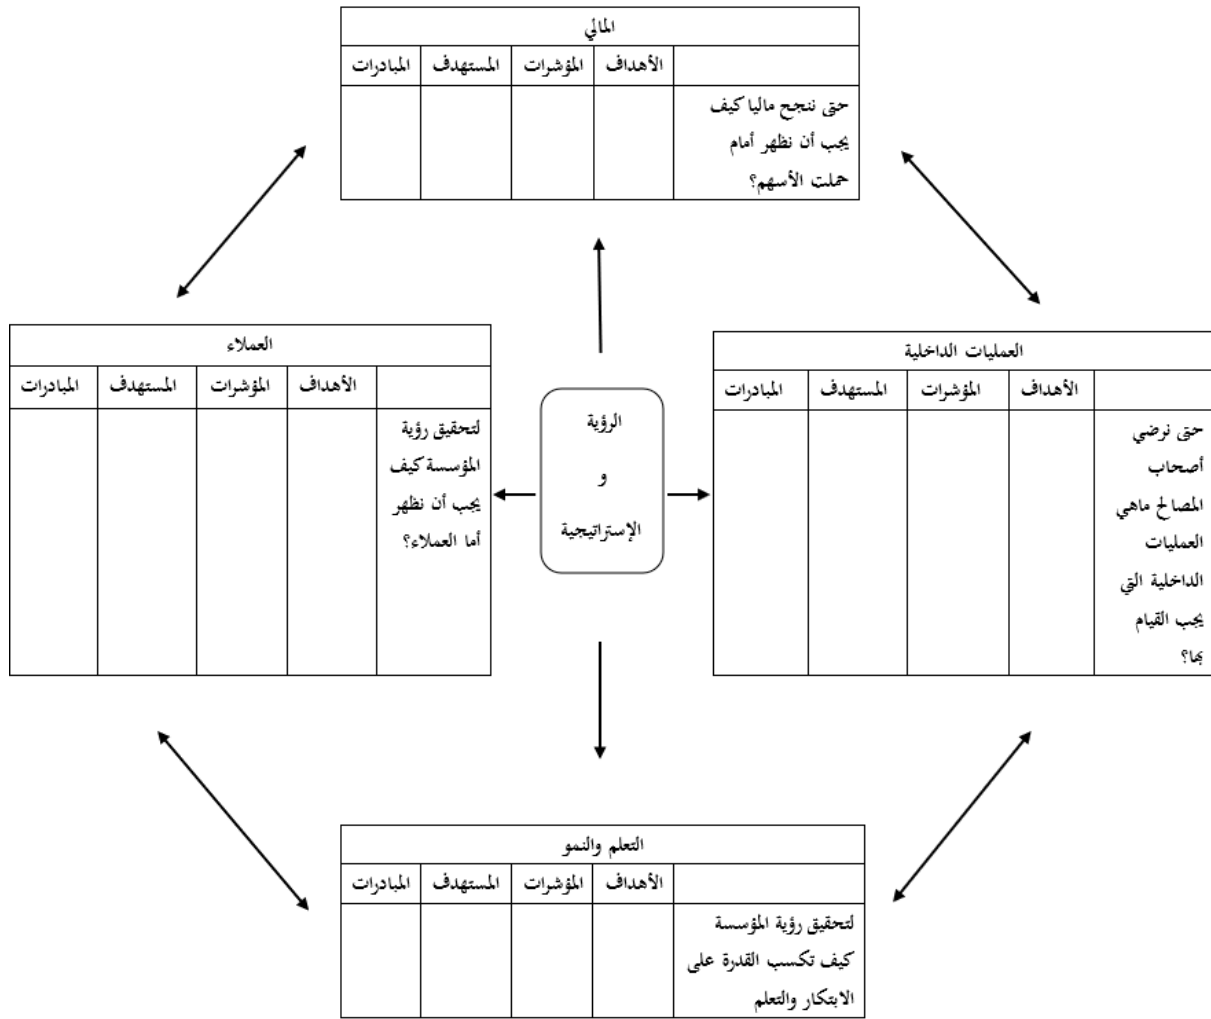 المالي
الأهداف المؤشرات المستهدف المبادرات
حتى ننجح ماليا كيف
يجب أن نظهر أمام
حملت الأسهم؟
العمليات الداخلية
الأهداف المؤشرات المستهدف المبادرات
حتى نرضي
أصحاب
المصالح ماهي
العمليات
الداخلية التي
يجب القيام
بها؟
الرؤية
و
الإستراتيجية
العملاء
الأهداف المؤشرات المستهدف المبادرات
لتحقيق رؤية
المؤسسة كيف
يجب أن نظهر
أما العملاء؟
التعلم والنمو
الأهداف المؤشرات المستهدف المبادرات
لتحقيق رؤية المؤسسة
كيف تكسب القدرة على
الابتكار والتعلم